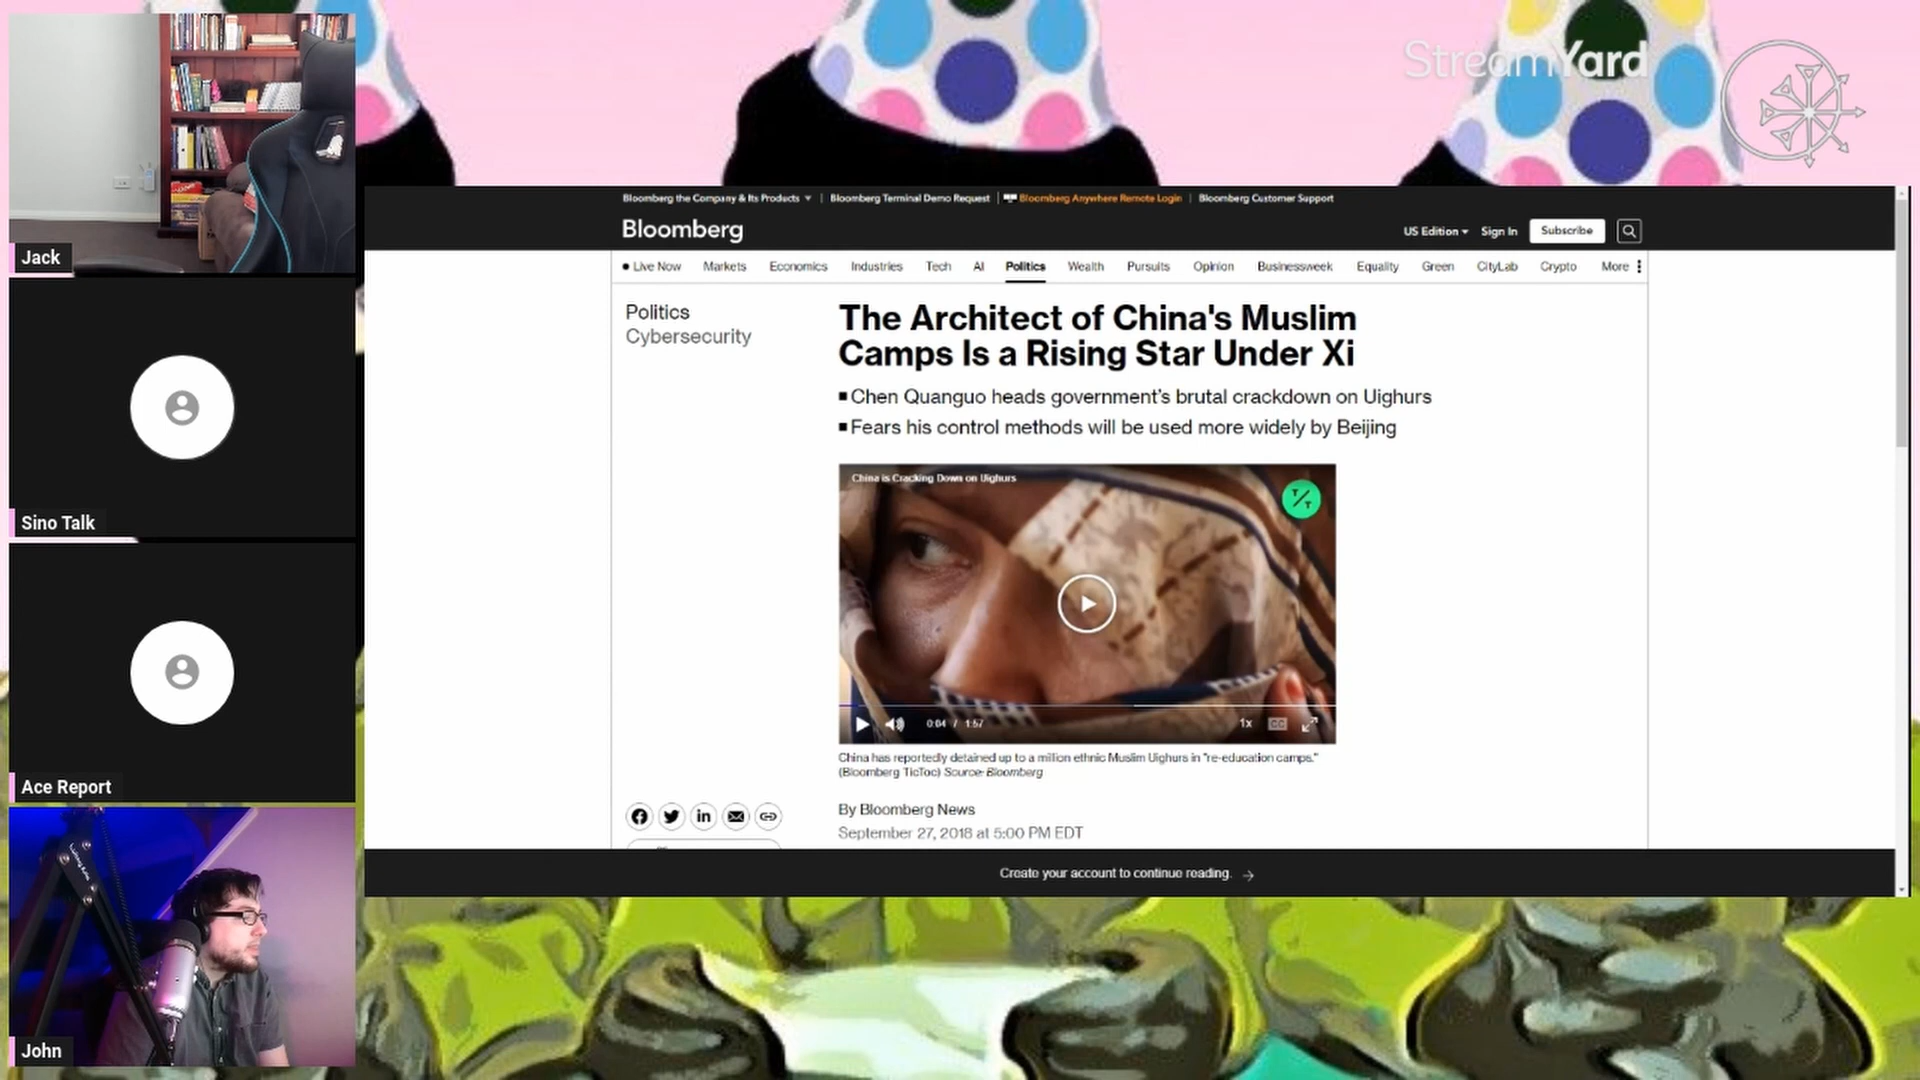 StreamYard
Jack
Sino Talk
Ace Report
John
Bloomberg the Company & Its Products
Bloomberg Terminal Demo Request
Bloomberg Anywhere Remote Login
Bloomberg Customer Support
Bloomberg
US Edition
Sign In
Subscribe
Live Now Markets Economics Industries Tech AI Politics Wealth Pursuits Opinion Businessweek Equality Green CityLab Crypto More
Politics
Cybersecurity
The Architect of China's Muslim
Camps Is a Rising Star Under Xi
Chen Quanguo heads government's brutal crackdown on Uighurs
Fears his control methods will be used more widely by Beijing
China is Cracking Down on Uighurs
0:04 / 1:57
1x
CC
China has reportedly detained up to a million ethnic Muslim Uighurs in "re-education camps."
(Bloomberg TicToc) Source: Bloomberg
By Bloomberg News
September 27, 2018 at 5:00 PM EDT
Create your account to continue reading.